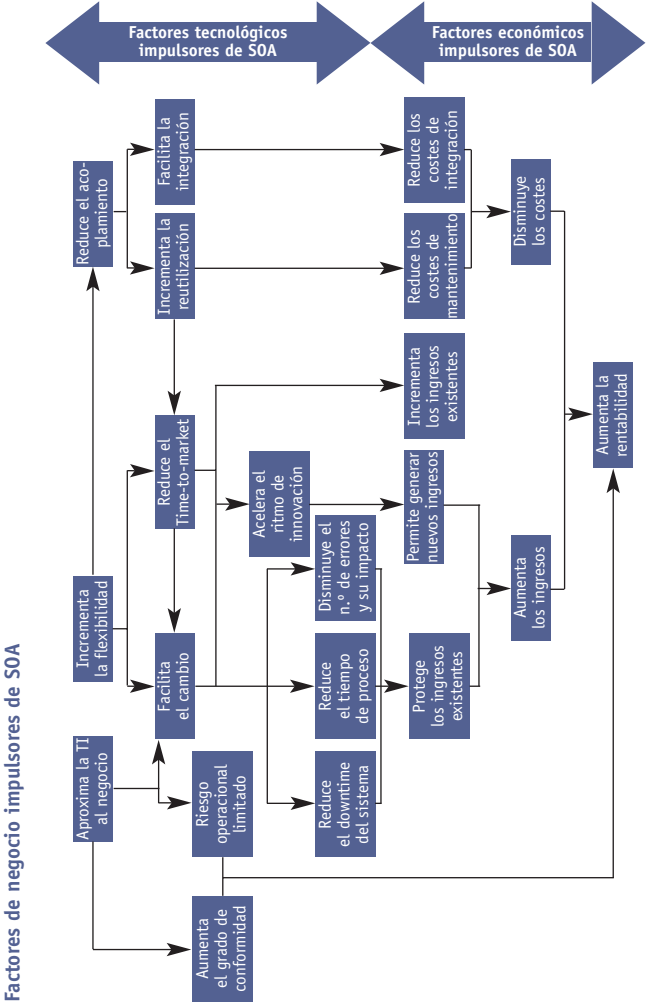 Factores de negocio impulsores de SOA
Factores tecnológicos
impulsores de SOA
Factores económicos
impulsores de SOA
Aproxima la TI
al negocio
Incrementa
la flexibilidad
Reduce el aco-
plamiento
Aumenta
el grado de
conformidad
Riesgo
operacional
limitado
Facilita
el cambio
Reduce el
Time-to-market
Incrementa la
reutilización
Facilita la
integración
Acelera el
ritmo de
innovación
Reduce
el downtime
del sistema
Reduce
el tiempo
de proceso
Disminuye el
n.º de errores
y su impacto
Protege
los ingresos
existentes
Permite generar
nuevos ingresos
Incrementa
los ingresos
existentes
Reduce los
costes de
mantenimiento
Reduce los
costes de
integración
Aumenta
los ingresos
Disminuye
los costes
Aumenta la
rentabilidad